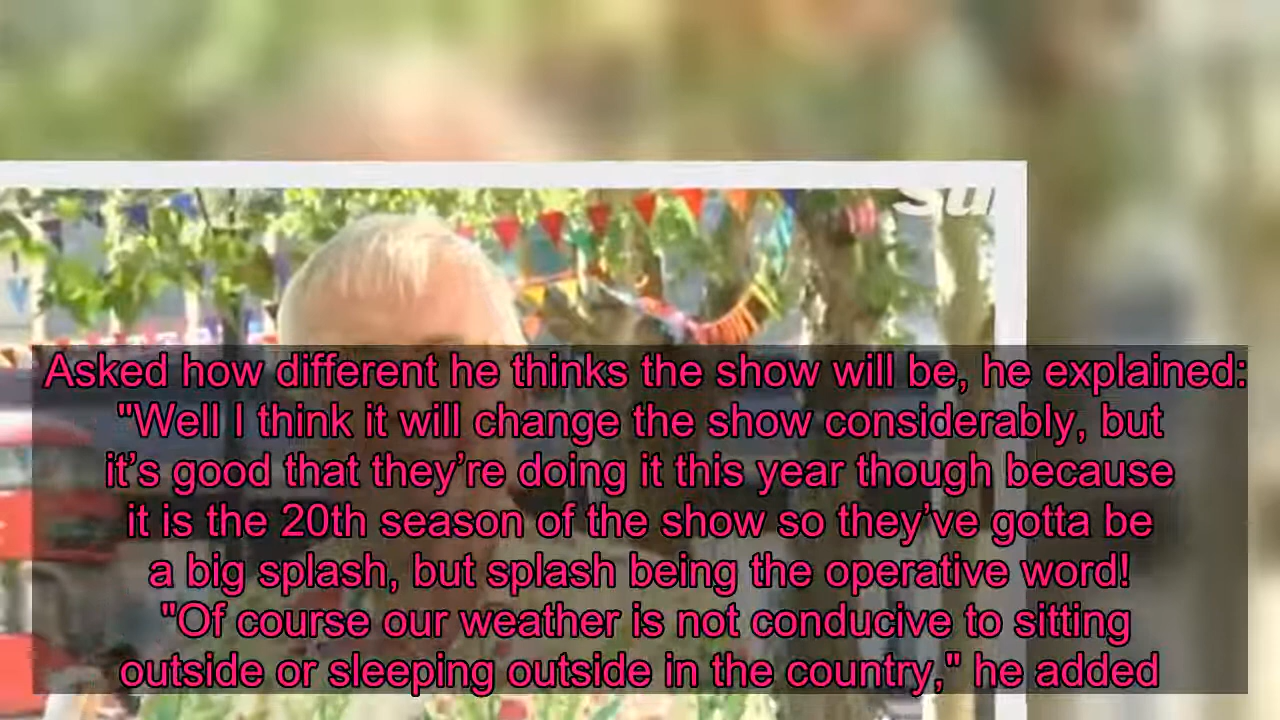 Sun
Asked how different he thinks the show will be, he explained:
"Well I think it will change the show considerably, but
it’s good that they’re doing it this year though because
it is the 20th season of the show so they’ve gotta be
a big splash, but splash being the operative word!
"Of course our weather is not conducive to sitting
outside or sleeping outside in the country," he added